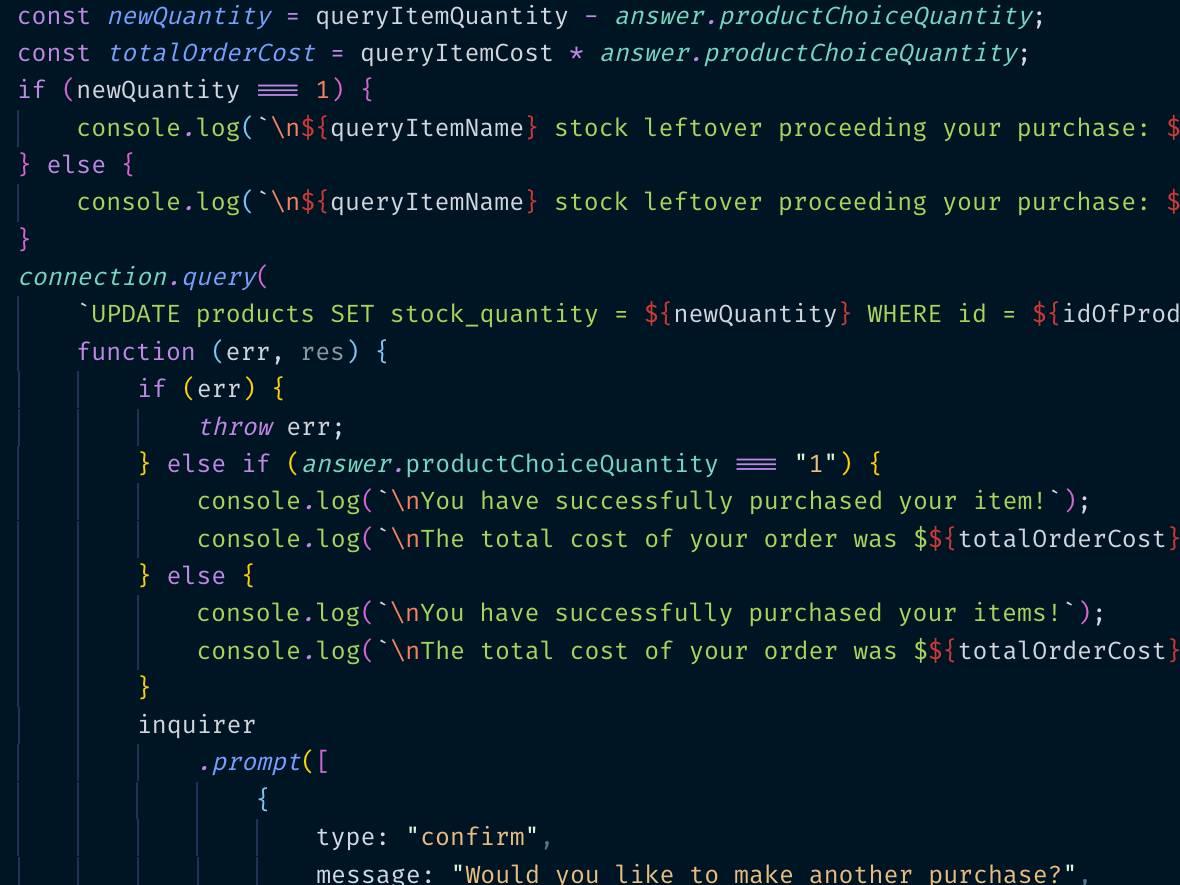 const newQuantity = queryItemQuantity - answer.productChoiceQuantity;
const totalOrderCost = queryItemCost * answer.productChoiceQuantity;
if (newQuantity === 1) {
    console.log(`\n${queryItemName} stock leftover proceeding your purchase: $
} else {
    console.log(`\n${queryItemName} stock leftover proceeding your purchase: $
}
connection.query(
    `UPDATE products SET stock_quantity = ${newQuantity} WHERE id = ${idOfProd
    function (err, res) {
        if (err) {
            throw err;
        } else if (answer.productChoiceQuantity === "1") {
            console.log(`\nYou have successfully purchased your item!`);
            console.log(`\nThe total cost of your order was $${totalOrderCost}
        } else {
            console.log(`\nYou have successfully purchased your items!`);
            console.log(`\nThe total cost of your order was $${totalOrderCost}
        }
        inquirer
            .prompt([
                {
                    type: "confirm",
                    message: "Would you like to make another purchase?",